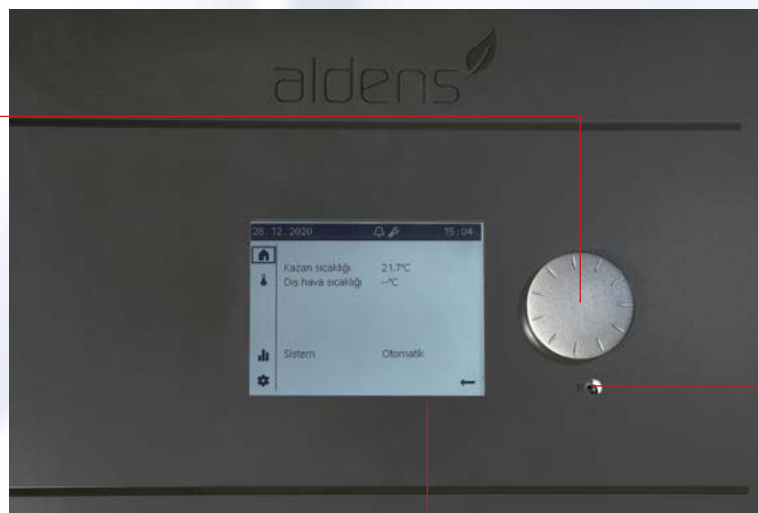 aldens
28. 12. 2020 15:04
Kazan sıcaklığı 21.7°C
Dış hava sıcaklığı --°C
Sistem Otomatik